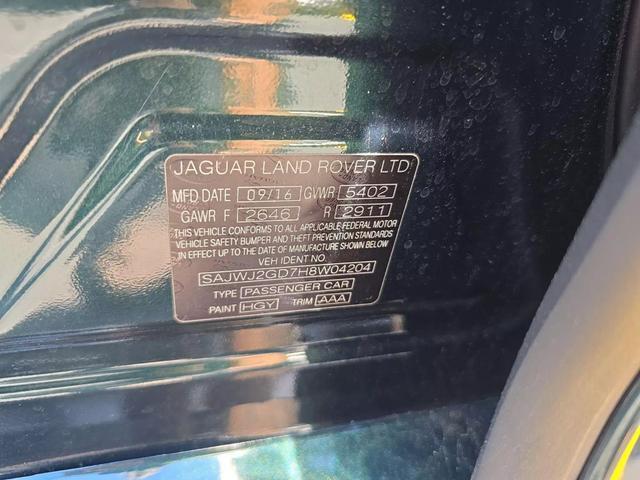 JAGUAR LAND ROVER LTD
MFD DATE 09/16 GVWR 5402
GAWR F 2646 R 2911
THIS VEHICLE CONFORMS TO ALL APPLICABLE FEDERAL MOTOR
VEHICLE SAFETY BUMPER AND THEFT PREVENTION STANDARDS
IN EFFECT UP TO THE DATE OF MANUFACTURE SHOWN BELOW
VEH IDENT NO.
SAJWJ2GD7H8W04204
TYPE PASSENGER CAR
PAINT HGY TRIM AAA